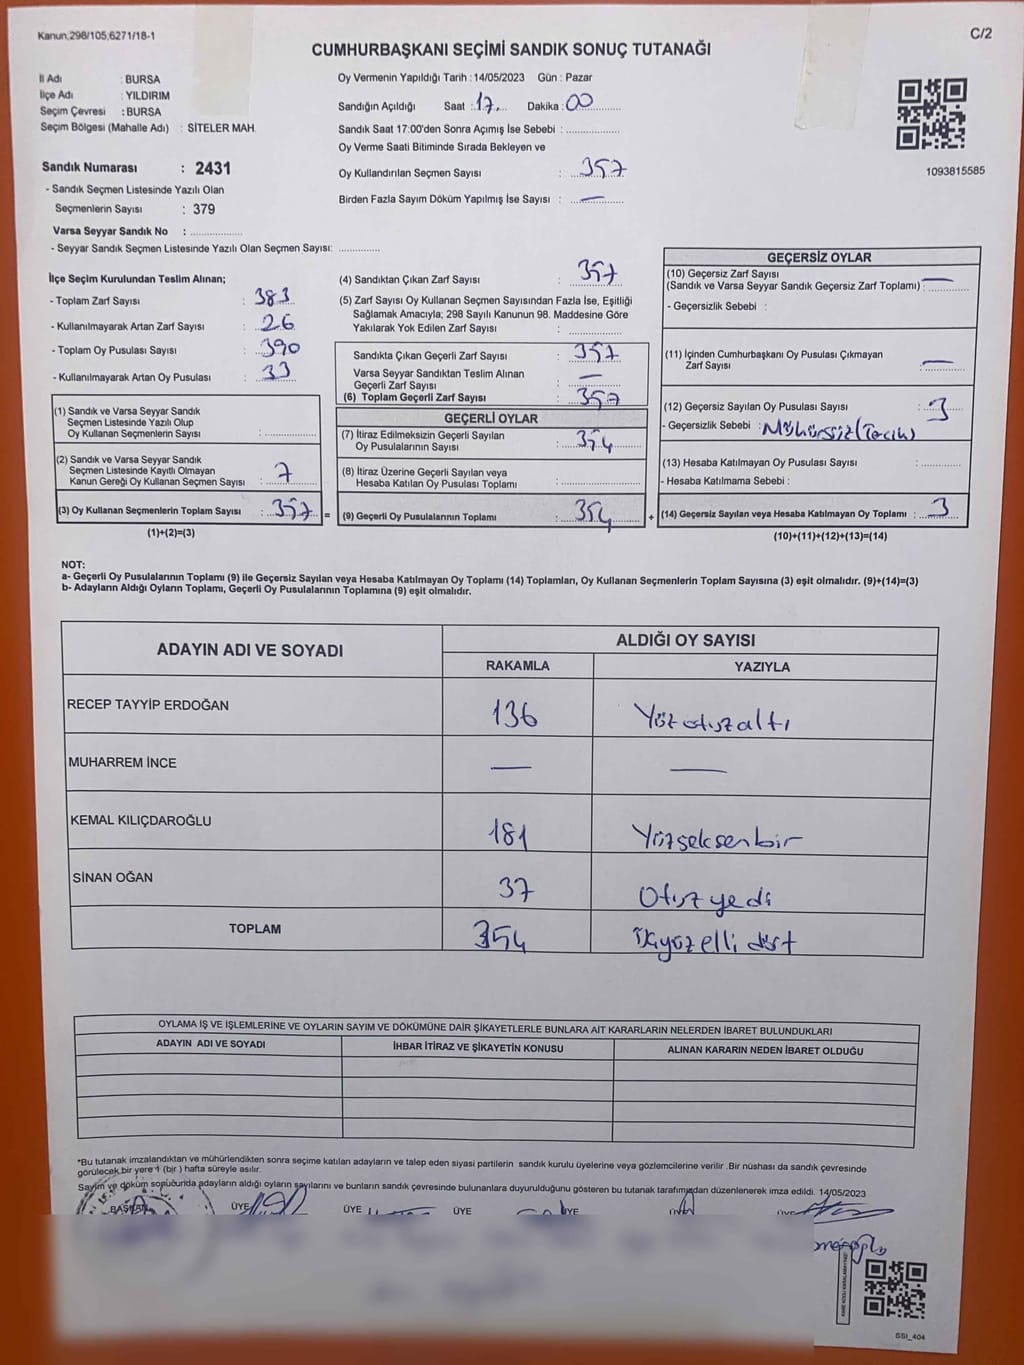 Kanun,298/105,6271/18-1
C/2
CUMHURBAŞKANI SEÇİMİ SANDIK SONUÇ TUTANAĞI
İl Adı : BURSA
İlçe Adı : YILDIRIM
Seçim Çevresi : BURSA
Seçim Bölgesi (Mahalle Adı) : SİTELER MAH.
Oy Vermenin Yapıldığı Tarih : 14/05/2023 Gün : Pazar
Sandığın Açıldığı Saat : 17 Dakika : 00
Sandık Saat 17:00'den Sonra Açımış İse Sebebi :
Oy Verme Saati Bitiminde Sırada Bekleyen ve
Oy Kullandırılan Seçmen Sayısı : 357
Birden Fazla Sayım Döküm Yapılmış İse Sayısı : —
1093815585
Sandık Numarası : 2431
- Sandık Seçmen Listesinde Yazılı Olan
Seçmenlerin Sayısı : 379
Varsa Seyyar Sandık No :
- Seyyar Sandık Seçmen Listesinde Yazılı Olan Seçmen Sayısı:
İlçe Seçim Kurulundan Teslim Alınan;
- Toplam Zarf Sayısı : 383
- Kullanılmayarak Artan Zarf Sayısı : 26
- Toplam Oy Pusulası Sayısı : 390
- Kullanılmayarak Artan Oy Pusulası : 33
(1) Sandık ve Varsa Seyyar Sandık
Seçmen Listesinde Yazılı Olup
Oy Kullanan Seçmenlerin Sayısı :
(2) Sandık ve Varsa Seyyar Sandık
Seçmen Listesinde Kayıtlı Olmayan
Kanun Gereği Oy Kullanan Seçmen Sayısı : 7
(3) Oy Kullanan Seçmenlerin Toplam Sayısı : 357 =
(1)+(2)=(3)
(4) Sandıktan Çıkan Zarf Sayısı : 357
(5) Zarf Sayısı Oy Kullanan Seçmen Sayısından Fazla İse, Eşitliği
Sağlamak Amacıyla; 298 Sayılı Kanunun 98. Maddesine Göre
Yakılarak Yok Edilen Zarf Sayısı :
Sandıkta Çıkan Geçerli Zarf Sayısı : 357
Varsa Seyyar Sandıktan Teslim Alınan
Geçerli Zarf Sayısı : —
(6) Toplam Geçerli Zarf Sayısı : 357
GEÇERLİ OYLAR
(7) İtiraz Edilmeksizin Geçerli Sayılan
Oy Pusulalarının Sayısı : 354
(8) İtiraz Üzerine Geçerli Sayılan veya
Hesaba Katılan Oy Pusulası Toplamı :
(9) Geçerli Oy Pusulalarının Toplamı : 354 +
GEÇERSİZ OYLAR
(10) Geçersiz Zarf Sayısı
(Sandık ve Varsa Seyyar Sandık Geçersiz Zarf Toplamı) : —
- Geçersizlik Sebebi :
(11) İçinden Cumhurbaşkanı Oy Pusulası Çıkmayan
Zarf Sayısı : —
(12) Geçersiz Sayılan Oy Pusulası Sayısı : 3
- Geçersizlik Sebebi : Mühürsüz
(13) Hesaba Katılmayan Oy Pusulası Sayısı :
- Hesaba Katılmama Sebebi :
(14) Geçersiz Sayılan veya Hesaba Katılmayan Oy Toplamı : 3
(10)+(11)+(12)+(13)=(14)
NOT:
a- Geçerli Oy Pusulalarının Toplamı (9) ile Geçersiz Sayılan veya Hesaba Katılmayan Oy Toplamı (14) Toplamları, Oy Kullanan Seçmenlerin Toplam Sayısına (3) eşit olmalıdır. (9)+(14)=(3)
b- Adayların Aldığı Oyların Toplamı, Geçerli Oy Pusulalarının Toplamına (9) eşit olmalıdır.
ADAYIN ADI VE SOYADI
ALDIĞI OY SAYISI
RAKAMLA YAZIYLA
RECEP TAYYİP ERDOĞAN 136 Yüz otuz altı
MUHARREM İNCE — —
KEMAL KILIÇDAROĞLU 181 Yüzseksenbir
SİNAN OĞAN 37 Otuz yedi
TOPLAM 354 İkiyüzelli dört
OYLAMA İŞ VE İŞLEMLERİNE VE OYLARIN SAYIM VE DÖKÜMÜNE DAİR ŞİKAYETLERLE BUNLARA AİT KARARLARIN NELERDEN İBARET BULUNDUKLARI
ADAYIN ADI VE SOYADI İHBAR İTİRAZ VE ŞİKAYETİN KONUSU ALINAN KARARIN NEDEN İBARET OLDUĞU
*Bu tutanak imzalandıktan ve mühürlendikten sonra seçime katılan adayların ve talep eden siyasi partilerin sandık kurulu üyelerine veya gözlemcilerine verilir .Bir nüshası da sandık çevresinde
görülecek bir yere 1 (bir ) hafta süreyle asılır.
Sayım ve döküm sonucunda adayların aldığı oyların sayılarını ve bunların sandık çevresinde bulunanlara duyurulduğunu gösteren bu tutanak tarafımızdan düzenlenerek imza edildi. 14/05/2023
BAŞKAN ÜYE ÜYE ÜYE ÜYE
SSI_404